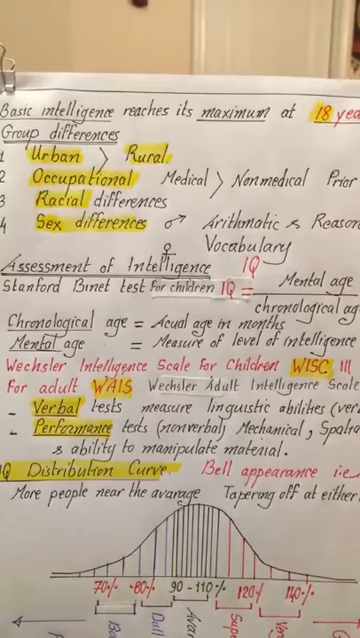 Basic intelligence reaches its maximum at 18 yea
Group differences
1 Urban > Rural
2 Occupational Medical > Nonmedical Prior
3 Racial differences
4 Sex differences ♂ Arithmatic & Reason
♀ Vocabulary
Assessment of Intelligence IQ
Stanford Binet test for children IQ = Mental age
chronological ag
Chronological age = Acual age in months
Mental age = Measure of level of intelligence
Wechsler Intelligence Scale For Children WISC III
For adult WAIS Wechsler Adult Intelligence Scale
- Verbal tests measure linguistic abilities (ver
- Performance tests (nonverbal) Mechanical, Spatia
& ability to manipulate material.
IQ Distribution Curve. Bell appearance i.e
More people near the avarage Tapering off at either
70% 80% 90-110% 120% 140%
Dull Avar Sup